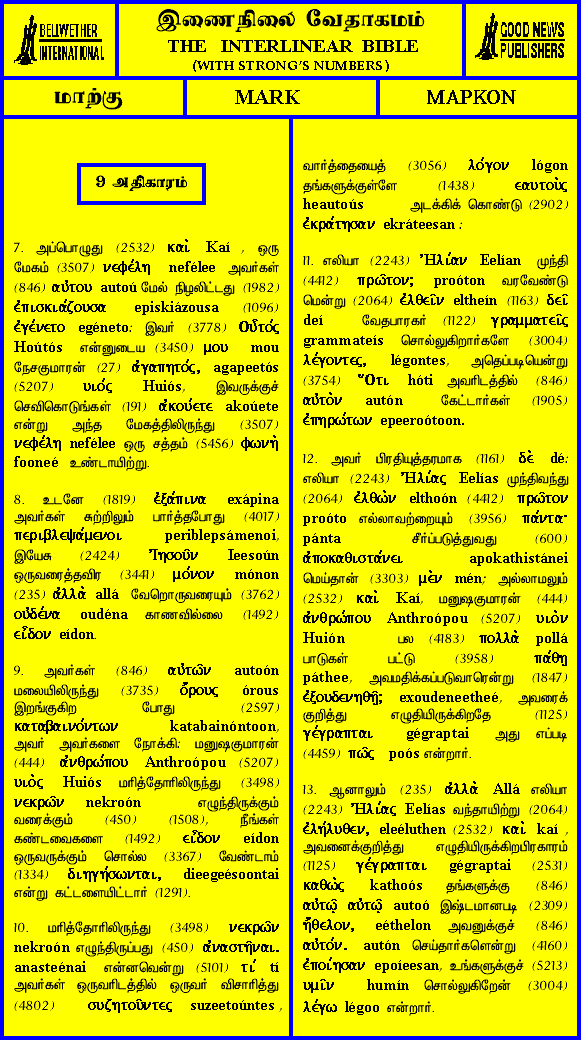 BELLWETHER
INTERNATIONAL
இணைநிலை வேதாகமம்
THE INTERLINEAR BIBLE
(WITH STRONG'S NUMBERS)
GOOD NEWS
PUBLISHERS
மாற்கு MARK ΜΑΡΚΟΝ
9 அதிகாரம்
7. அப்பொழுது (2532) καὶ Kaí , ஒரு
மேகம் (3507) νεφέλη nefélee அவர்கள்
(846) αὐτου autoú மேல் நிழலிட்டது (1982)
ἐπισκιάζουσα episkiázousa (1096)
ἐγένετο egéneto: இவர் (3778) Οὑτός
Hoútós என்னுடைய (3450) μου mou
நேசகுமாரன் (27) ἀγαπητός, agapeetós
(5207) υιός Huiós, இவருக்குச்
செவிகொடுங்கள் (191) ἀκούετε akoúete
என்று அந்த மேகத்திலிருந்து (3507)
νεφέλη nefélee ஒரு சத்தம் (5456) φωνὴ
fooneé உண்டாயிற்று.
8. உடனே (1819) ἐξάπινα exápina
அவர்கள் சுற்றிலும் பார்த்தபோது (4017)
περιβλεψάμενοι periblepsámenoi,
இயேசு (2424) Ἰησοῦν Ieesoún
ஒருவரைத்தவிர (3441) μόνον mónon
(235) ἀλλὰ allá வேறொருவரையும் (3762)
οὐδένα oudéna காணவில்லை (1492)
εἶδον eídon.
9. அவர்கள் (846) αὐτῶν autoón
மலையிலிருந்து (3735) ὄρους órous
இறங்குகிற போது (2597)
καταβαινόντων katabainóntoon,
அவர் அவர்களை நோக்கி: மனுஷகுமாரன்
(444) ἀνθρώπου Anthroópou (5207)
υιὸς Huiós மரித்தோரிலிருந்து (3498)
νεκρῶν nekroón எழுந்திருக்கும்
வரைக்கும் (450) (1508), நீங்கள்
கண்டவைகளை (1492) εἶδον eídon
ஒருவருக்கும் சொல்ல (3367) வேண்டாம்
(1334) διηγήσωνται, dieegeésoontai
என்று கட்டளையிட்டார் (1291).
10. மரித்தோரிலிருந்து (3498) νεκρῶν
nekroón எழுந்திருப்பது (450) ἀναστῆναι.
anasteénai என்னவென்று (5101) τί tí
அவர்கள் ஒருவரிடத்தில் ஒருவர் விசாரித்து
(4802) συζητοῦντες suzeetoúntes ,
வார்த்தையைத் (3056) λόγον lógon
தங்களுக்குள்ளே (1438) εαυτοὺς
heautoús அடக்கிக் கொண்டு (2902)
ἐκράτησαν ekráteesan :
11. எலியா (2243) Ἠλίαν Eelían முந்தி
(4412) πρῶτον; proóton வரவேண்டு
மென்று (2064) ἐλθεῖν eltheín (1163) δεῖ
deí வேதபாரகர் (1122) γραμματεῖς
grammateís சொல்லுகிறார்களே (3004)
λέγοντες, légontes, அதெப்படியென்று
(3754) Ὅτι hóti அவரிடத்தில் (846)
αὐτὸν autón கேட்டார்கள் (1905)
ἐπηρώτων epeeroótoon.
12. அவர் பிரதியுத்தரமாக (1161) δὲ dé:
எலியா (2243) Ἠλίας Eelías முந்திவந்து
(2064) ἐλθὼν elthoón (4412) πρῶτον
proóto எல்லாவற்றையும் (3956) πάντα·
pánta சீர்ப்படுத்துவது (600)
ἀποκαθιστάνει apokathistánei
மெய்தான் (3303) μὲν mén; அல்லாமலும்
(2532) καὶ Kaí, மனுஷகுமாரன் (444)
ἀνθρώπου Anthroópou (5207) υιὸν
Huión பல (4183) πολλὰ pollá
பாடுகள் பட்டு (3958) πάθῃ
páthee, அவமதிக்கப்படுவாரென்று (1847)
ἐξουδενηθῇ; exoudeneetheé, அவரைக்
குறித்து எழுதியிருக்கிறதே (1125)
γέγραπται gégraptai அது எப்படி
(4459) πῶς poós என்றார்.
13. ஆனாலும் (235) ἀλλὰ Allá எலியா
(2243) Ἠλίας Eelías வந்தாயிற்று (2064)
ἐλήλυθεν, eleéluthen (2532) καὶ kaí ,
அவனைக்குறித்து எழுதியிருக்கிறபிரகாரம்
(1125) γέγραπται gégraptai (2531)
καθὼς kathoós தங்களுக்கு (846)
αὐτῷ αὐτῷ autoó இஷ்டமானபடி (2309)
ἤθελον, eéthelon அவனுக்குச் (846)
αὐτόν. autón செய்தார்களென்று (4160)
ἐποίησαν epoíeesan, உங்களுக்குச் (5213)
υμῖν humín சொல்லுகிறேன் (3004)
λέγω légoo என்றார்.